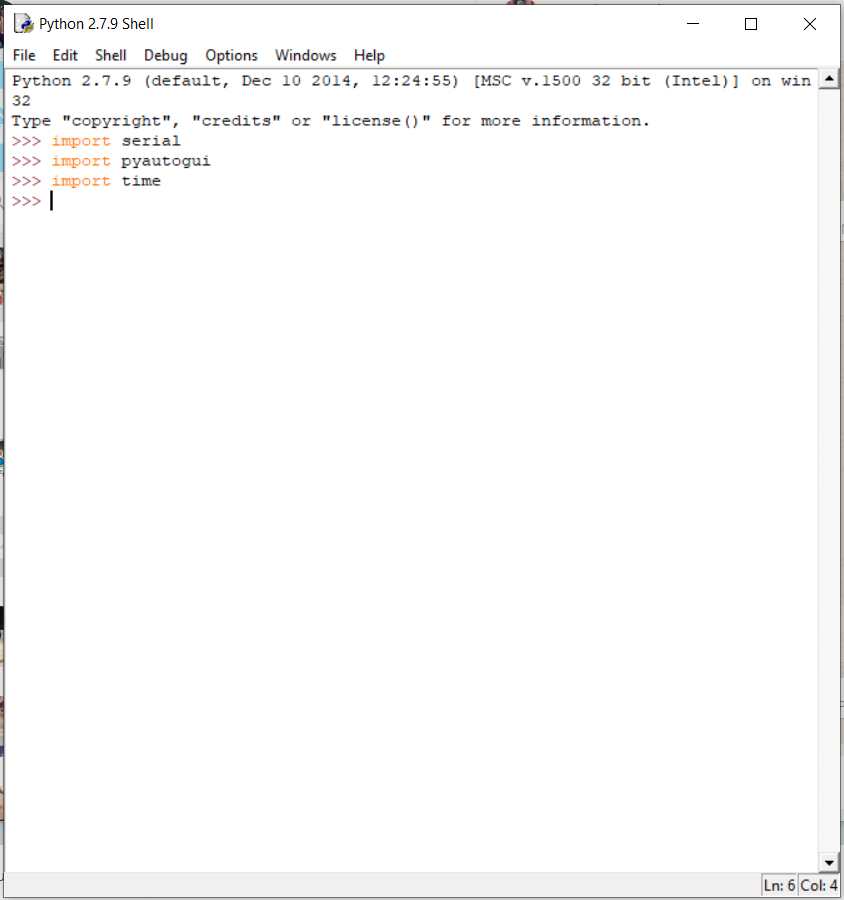 Python 2.7.9 Shell
File Edit Shell Debug Options Windows Help
Python 2.7.9 (default, Dec 10 2014, 12:24:55) [MSC v.1500 32 bit (Intel)] on win
32
Type "copyright", "credits" or "license()" for more information.
>>> import serial
>>> import pyautogui
>>> import time
>>>
Ln: 6 Col: 4